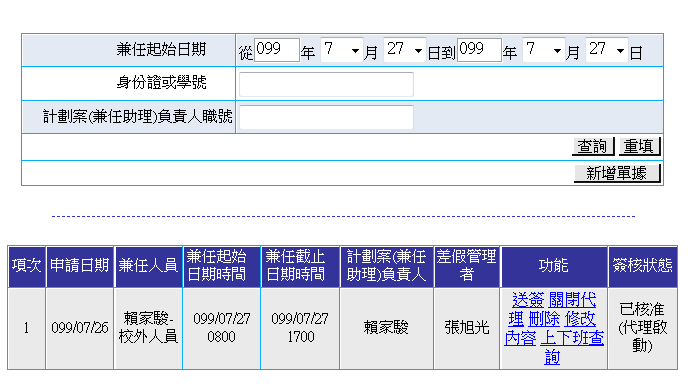 兼任起始日期 從 099 年 7 月 27 日到 099 年 7 月 27 日
身份證或學號
計劃案(兼任助理)負責人職號
查詢 重填
新增單據
項次 申請日期 兼任人員 兼任起始日期時間 兼任截止日期時間 計劃案(兼任助理)負責人 差假管理者 功能 簽核狀態
1 099/07/26 賴家駿-校外人員 099/07/27 0800 099/07/27 1700 賴家駿 張旭光 送簽 關閉代理 刪除 修改內容 上下班查詢 已核准(代理啟動)